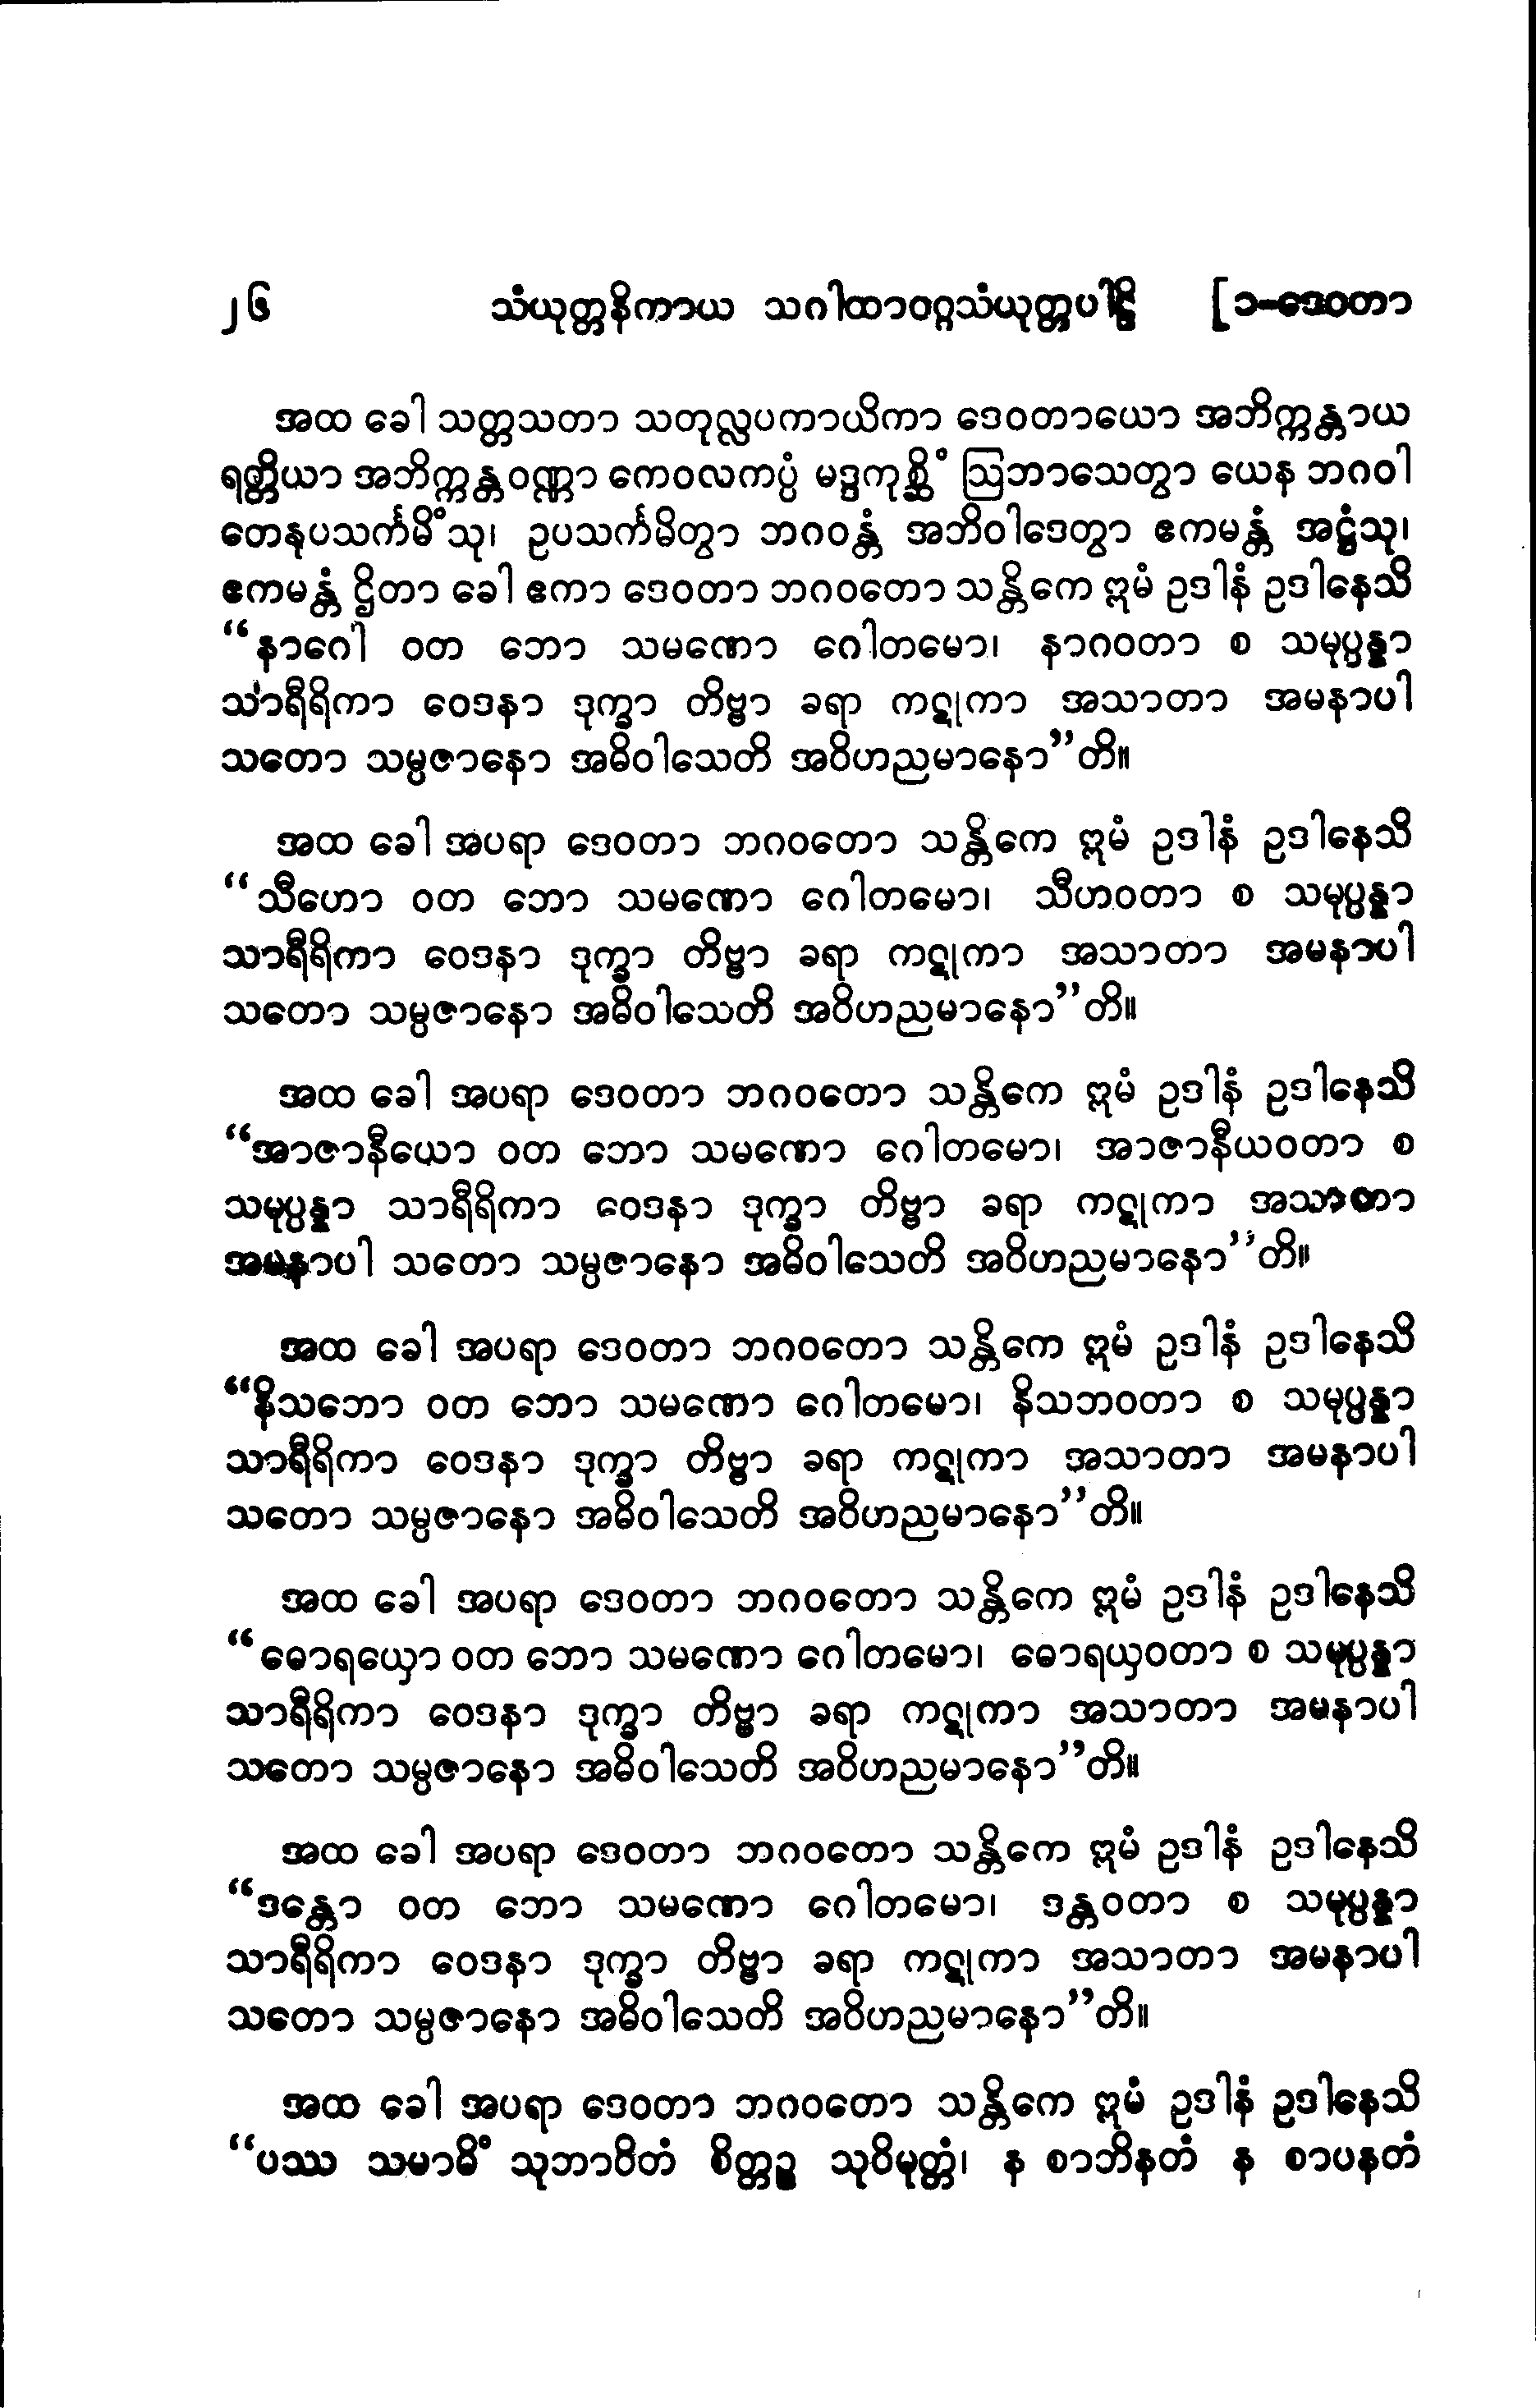 ၂၆ သံယုတ္တနိကာယ သဂါထာဝဂ္ဂသံယုတ္တပါဠိ [၁-ဒေဝတာ
အထ ခေါ သတ္တသတာ သတုလ္လပကာယိကာ ဒေဝတာယော အဘိက္ကန္တာယ
ရတ္တိယာ အဘိက္ကန္တဝဏ္ဏာ ကေဝလကပ္ပံ မဒ္ဒကုစ္ဆိံ ဩဘာသေတွာ ယေန ဘဂဝါ
တေနုပသင်္ကမိံသု၊ ဥပသင်္ကမိတွာ ဘဂဝန္တံ အဘိဝါဒေတွာ ဧကမန္တံ အဋ္ဌံသု၊
ဧကမန္တံ ဌိတာ ခေါ ဧကာ ဒေဝတာ ဘဂဝတော သန္တိကေ ဣမံ ဥဒါနံ ဥဒါနေသိ
“နာဂေါ ဝတ ဘော သမဏော ဂေါတမော၊ နာဂဝတာ စ သမုပ္ပန္နာ
သာရီရိကာ ဝေဒနာ ဒုက္ခာ တိဗ္ဗာ ခရာ ကဋုကာ အသာတာ အမနာပါ
သတော သမ္ပဇာနော အဓိဝါသေတိ အဝိဟညမာနော”တိ။
အထ ခေါ အပရာ ဒေဝတာ ဘဂဝတော သန္တိကေ ဣမံ ဥဒါနံ ဥဒါနေသိ
“သီဟော ဝတ ဘော သမဏော ဂေါတမော၊ သီဟဝတာ စ သမုပ္ပန္နာ
သာရီရိကာ ဝေဒနာ ဒုက္ခာ တိဗ္ဗာ ခရာ ကဋုကာ အသာတာ အမနာပါ
သတော သမ္ပဇာနော အဓိဝါသေတိ အဝိဟညမာနော”တိ။
အထ ခေါ အပရာ ဒေဝတာ ဘဂဝတော သန္တိကေ ဣမံ ဥဒါနံ ဥဒါနေသိ
“အာဇာနီယော ဝတ ဘော သမဏော ဂေါတမော၊ အာဇာနီယဝတာ စ
သမုပ္ပန္နာ သာရီရိကာ ဝေဒနာ ဒုက္ခာ တိဗ္ဗာ ခရာ ကဋုကာ အသာတာ
အမနာပါ သတော သမ္ပဇာနော အဓိဝါသေတိ အဝိဟညမာနော”တိ။
အထ ခေါ အပရာ ဒေဝတာ ဘဂဝတော သန္တိကေ ဣမံ ဥဒါနံ ဥဒါနေသိ
“နိသဘော ဝတ ဘော သမဏော ဂေါတမော၊ နိသဘဝတာ စ သမုပ္ပန္နာ
သာရီရိကာ ဝေဒနာ ဒုက္ခာ တိဗ္ဗာ ခရာ ကဋုကာ အသာတာ အမနာပါ
သတော သမ္ပဇာနော အဓိဝါသေတိ အဝိဟညမာနော”တိ။
အထ ခေါ အပရာ ဒေဝတာ ဘဂဝတော သန္တိကေ ဣမံ ဥဒါနံ ဥဒါနေသိ
“ဓောရယှော ဝတ ဘော သမဏော ဂေါတမော၊ ဓောရယှဝတာ စ သမုပ္ပန္နာ
သာရီရိကာ ဝေဒနာ ဒုက္ခာ တိဗ္ဗာ ခရာ ကဋုကာ အသာတာ အမနာပါ
သတော သမ္ပဇာနော အဓိဝါသေတိ အဝိဟညမာနော”တိ။
အထ ခေါ အပရာ ဒေဝတာ ဘဂဝတော သန္တိကေ ဣမံ ဥဒါနံ ဥဒါနေသိ
“ဒန္တော ဝတ ဘော သမဏော ဂေါတမော၊ ဒန္တဝတာ စ သမုပ္ပန္နာ
သာရီရိကာ ဝေဒနာ ဒုက္ခာ တိဗ္ဗာ ခရာ ကဋုကာ အသာတာ အမနာပါ
သတော သမ္ပဇာနော အဓိဝါသေတိ အဝိဟညမာနော”တိ။
အထ ခေါ အပရာ ဒေဝတာ ဘဂဝတော သန္တိကေ ဣမံ ဥဒါနံ ဥဒါနေသိ
“ပဿ သမာဓိံ သုဘာဝိတံ စိတ္တဉ္စ သုဝိမုတ္တံ၊ န စာဘိနတံ န စာပနတံ